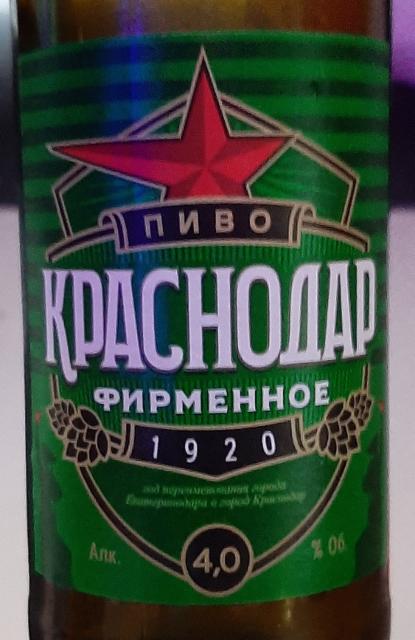 ПИВО
КРАСНОДАР
ФИРМЕННОЕ
1920
год переименования города
Екатеринодара в город Краснодар
Алк. 4,0 % об.